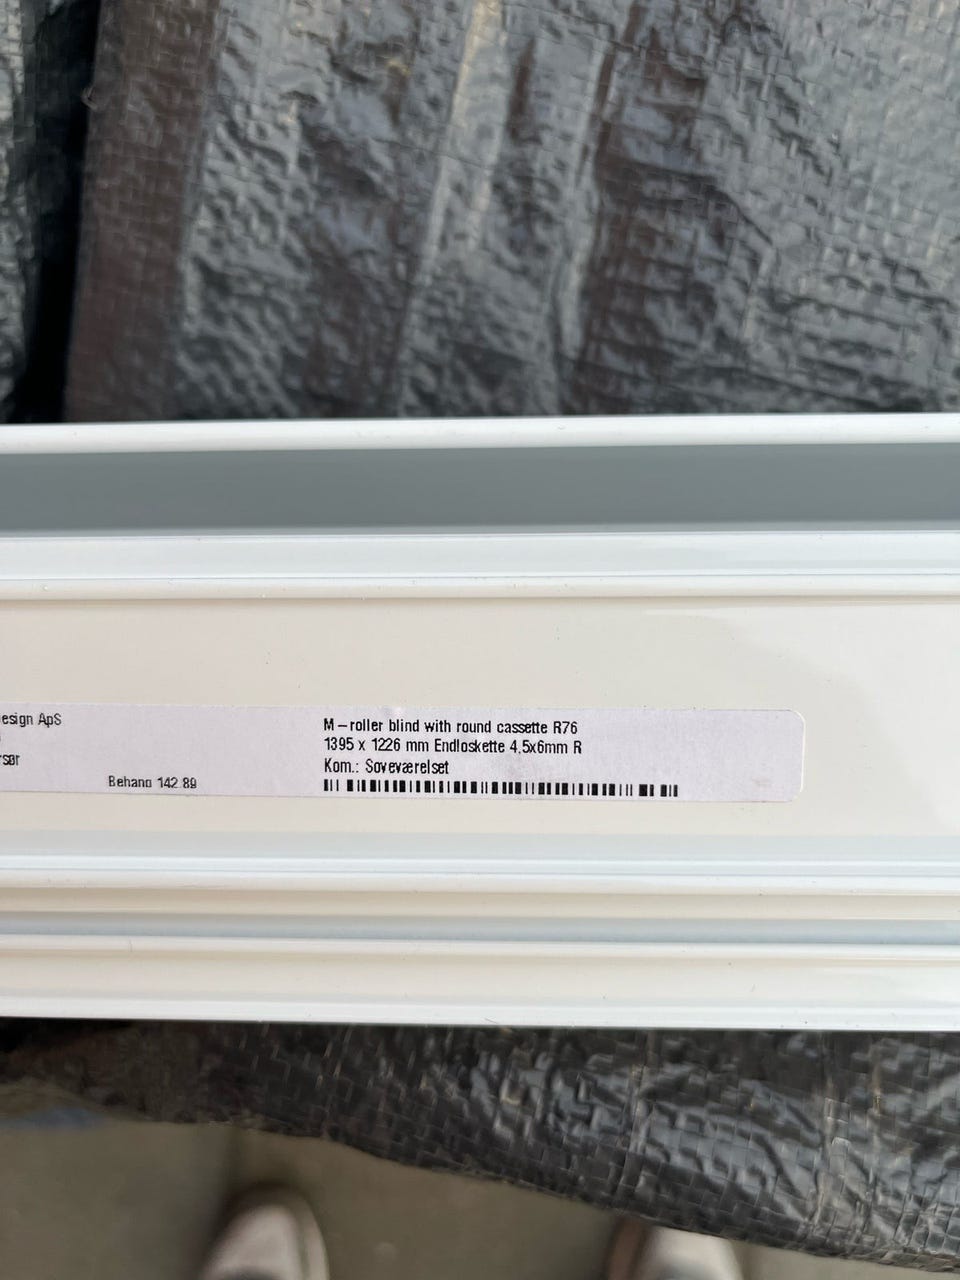 esign ApS
rsør
Behang 142.89
M-roller blind with round cassette R76
1395 x 1226 mm Endloskette 4,5x6mm R
Kom.: Soveværelset